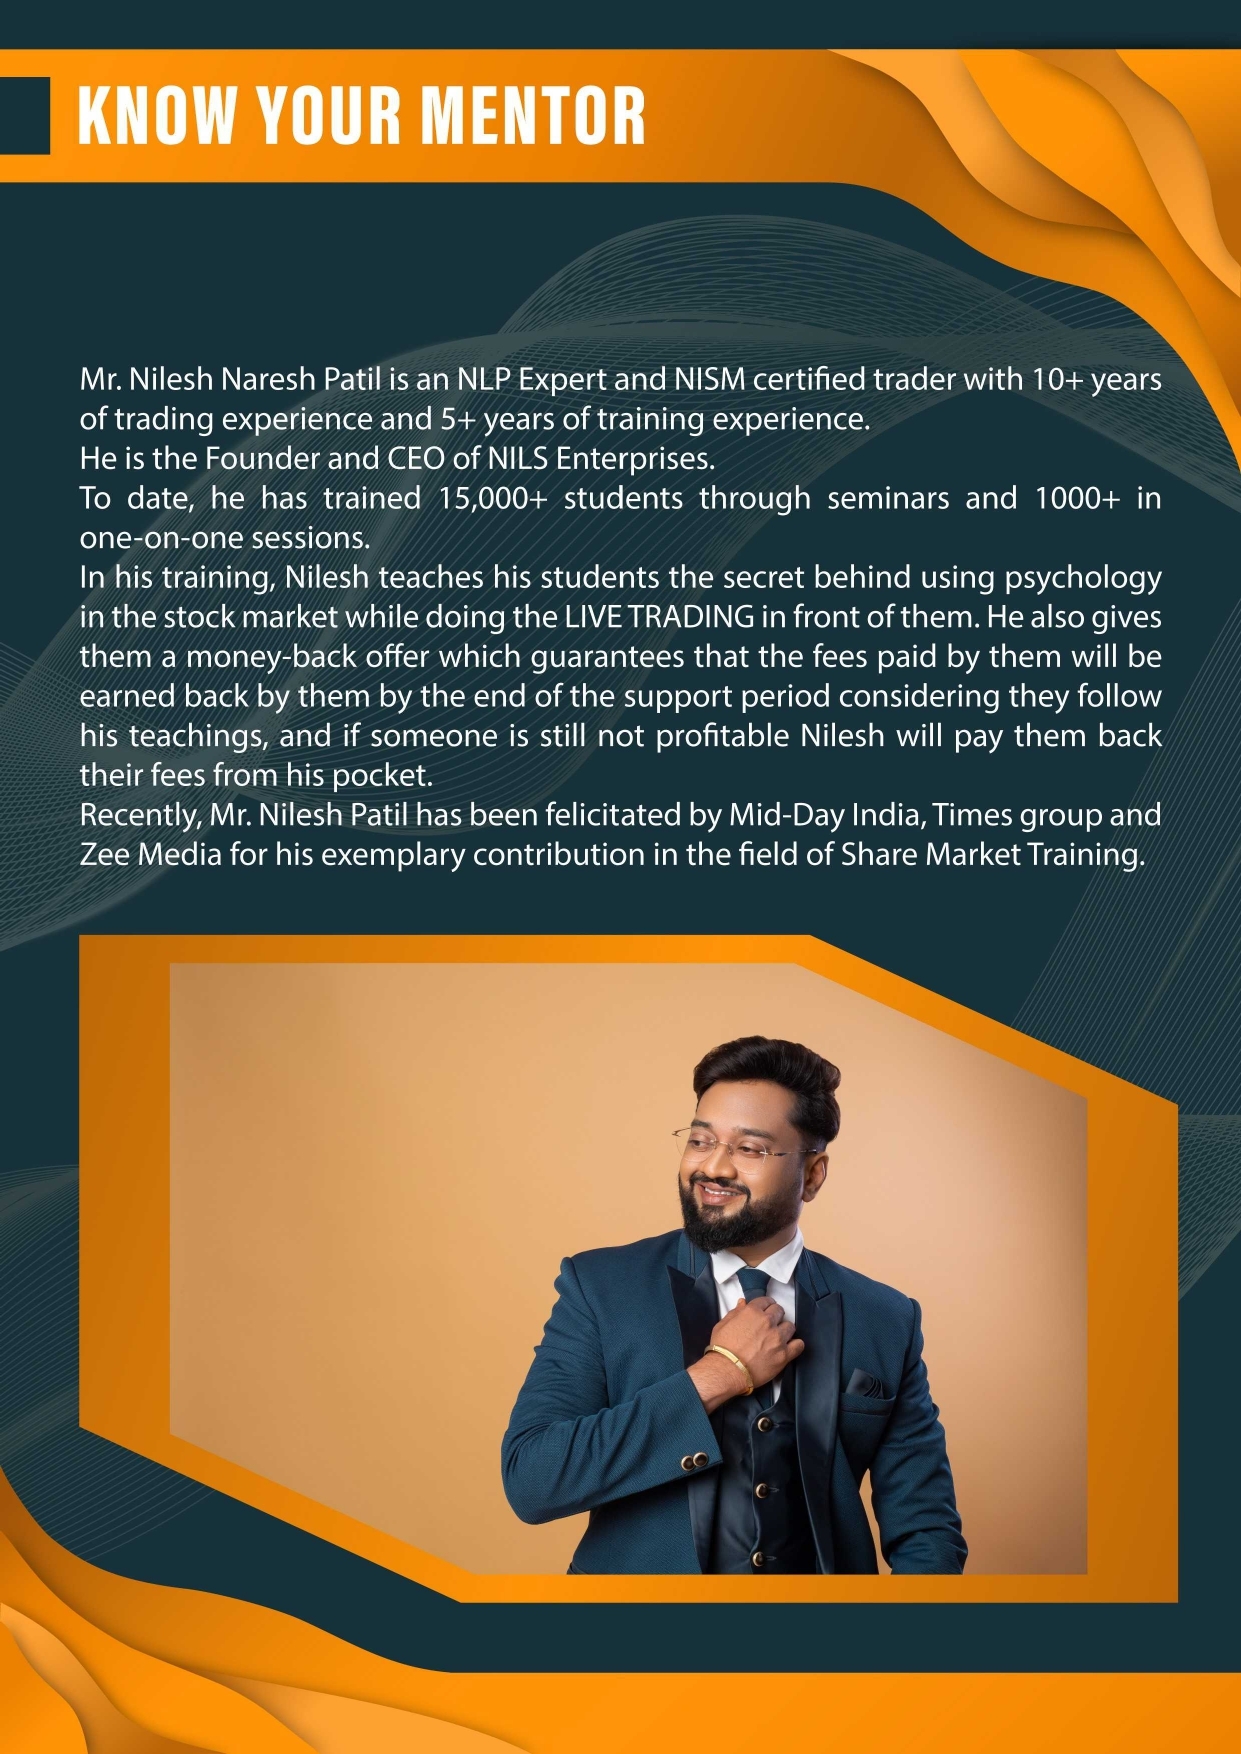 KNOW YOUR MENTOR
Mr. Nilesh Naresh Patil is an NLP Expert and NISM certified trader with 10+ years
of trading experience and 5+ years of training experience.
He is the Founder and CEO of NILS Enterprises.
To date, he has trained 15,000+ students through seminars and 1000+ in
one-on-one sessions.
In his training, Nilesh teaches his students the secret behind using psychology
in the stock market while doing the LIVE TRADING in front of them. He also gives
them a money-back offer which guarantees that the fees paid by them will be
earned back by them by the end of the support period considering they follow
his teachings, and if someone is still not profitable Nilesh will pay them back
their fees from his pocket.
Recently, Mr. Nilesh Patil has been felicitated by Mid-Day India, Times group and
Zee Media for his exemplary contribution in the field of Share Market Training.